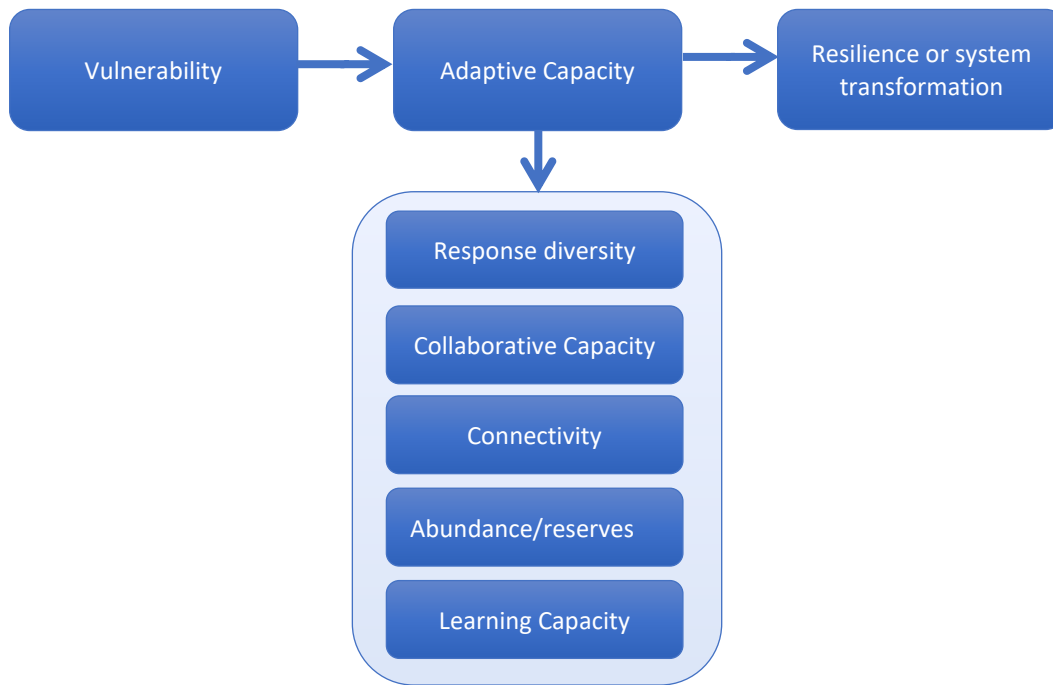 Vulnerability
Adaptive Capacity
Resilience or system
transformation
Response diversity
Collaborative Capacity
Connectivity
Abundance/reserves
Learning Capacity